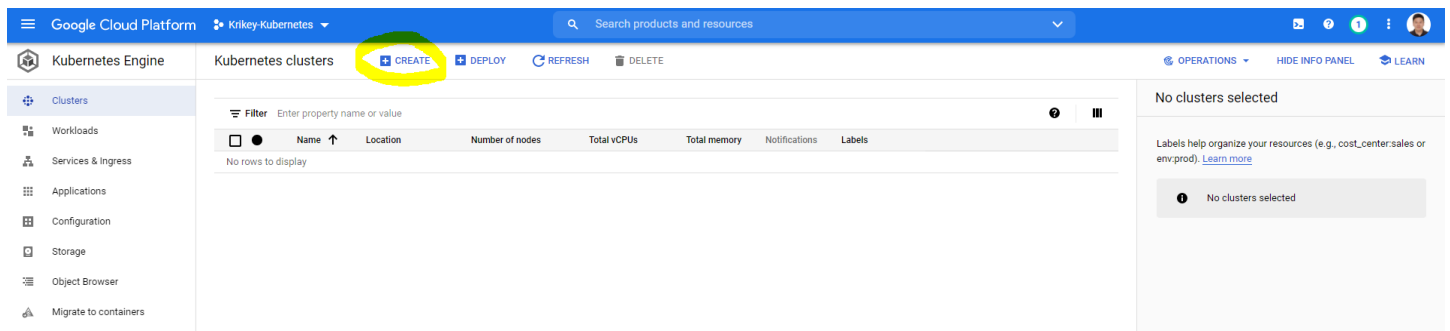 Google Cloud Platform Krikey-Kubernetes Search products and resources 1
Kubernetes Engine Kubernetes clusters CREATE DEPLOY REFRESH DELETE OPERATIONS HIDE INFO PANEL LEARN
Clusters
Workloads
Services & Ingress
Applications
Configuration
Storage
Object Browser
Migrate to containers
Filter Enter property name or value
Name Location Number of nodes Total vCPUs Total memory Notifications Labels
No rows to display
No clusters selected
Labels help organize your resources (e.g., cost_center:sales or
env:prod). Learn more
No clusters selected